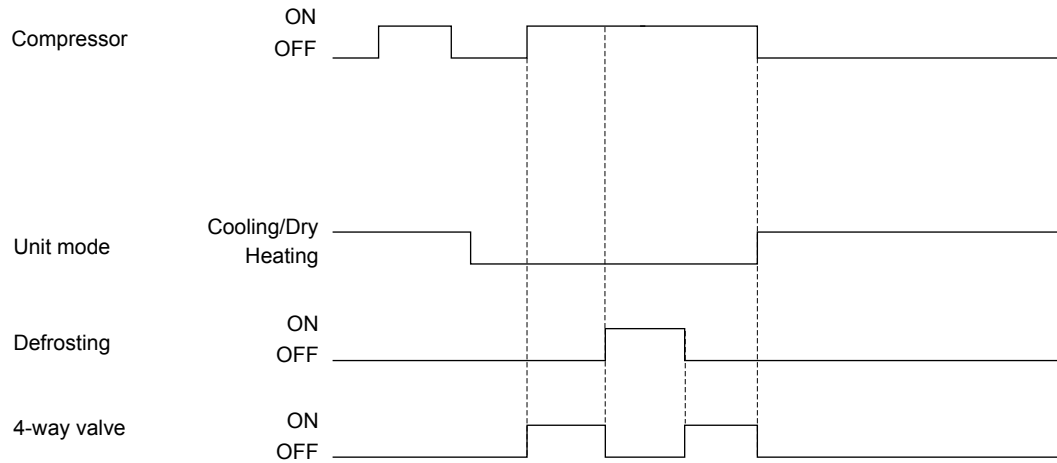 Compressor
ON
OFF
Unit mode
Cooling/Dry
Heating
Defrosting
ON
OFF
4-way valve
ON
OFF